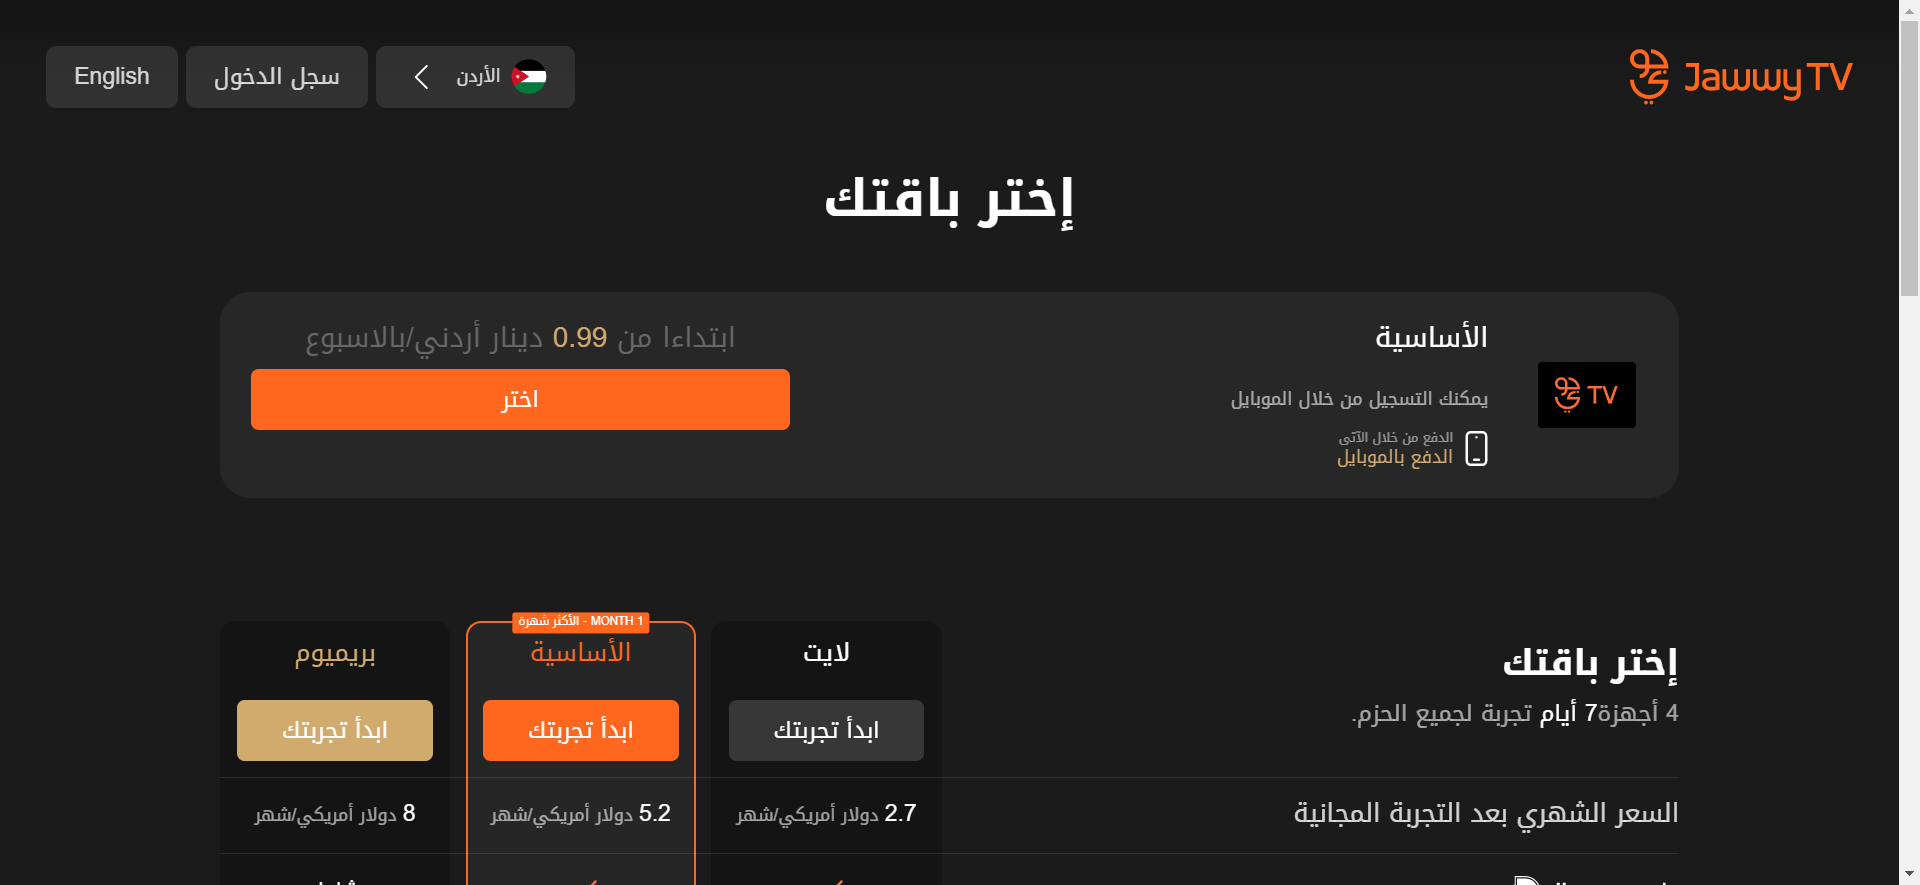 Jawwy TV
الأردن
سجل الدخول
English
إختر باقتك
TV
الأساسية
يمكنك التسجيل من خلال الموبايل
الدفع من خلال الآتى
الدفع بالموبايل
ابتداءا من 0.99 دينار أردني/بالاسبوع
اختر
إختر باقتك
4 أجهزة7 أيام تجربة لجميع الحزم.
لايت
ابدأ تجربتك
1 MONTH - الأكثر شهرة
الأساسية
ابدأ تجربتك
بريميوم
ابدأ تجربتك
السعر الشهري بعد التجربة المجانية
2.7 دولار أمريكي/شهر
5.2 دولار أمريكي/شهر
8 دولار أمريكي/شهر